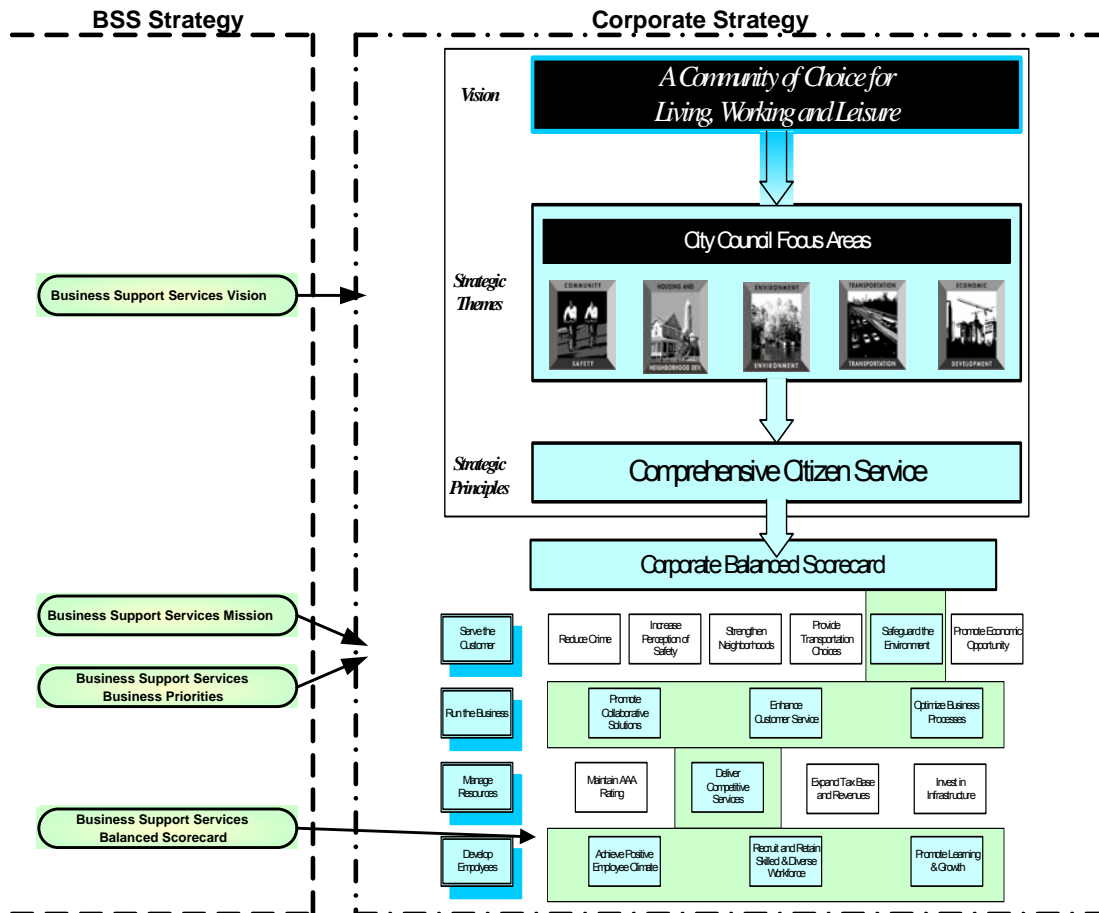 BSS Strategy
Corporate Strategy
Vision
A Community of Choice for
Living, Working and Leisure
City Council Focus Areas
Strategic
Themes
COMMUNITY
SAFETY
HOUSING AND
NEIGHBORHOOD DEV.
ENVIRONMENT
ENVIRONMENT
TRANSPORTATION
TRANSPORTATION
ECONOMIC
DEVELOPMENT
Business Support Services Vision
Strategic
Principles
Comprehensive Citizen Service
Corporate Balanced Scorecard
Business Support Services Mission
Business Support Services
Business Priorities
Business Support Services
Balanced Scorecard
Serve the
Customer
Reduce Crime
Increase
Perception of
Safety
Strengthen
Neighborhoods
Provide
Transportation
Choices
Safeguard the
Environment
Promote Economic
Opportunity
Run the Business
Promote
Collaborative
Solutions
Enhance
Customer Service
Optimize Business
Processes
Manage
Resources
Maintain AAA
Rating
Deliver
Competitive
Services
Expand Tax Base
and Revenues
Invest in
Infrastructure
Develop
Emplyees
Achieve Positive
Employee Climate
Recruit and Retain
Skilled & Diverse
Workforce
Promote Learning
& Growth